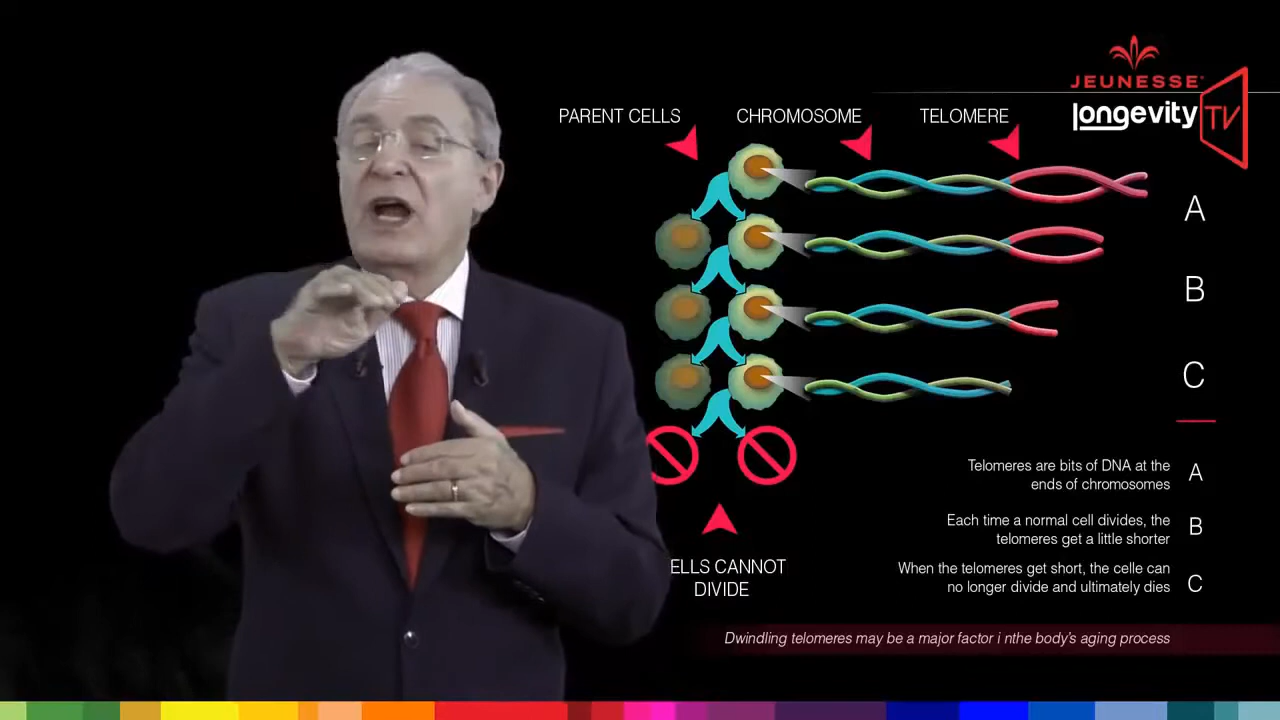 JEUNESSE
longevity TV
PARENT CELLS
CHROMOSOME
TELOMERE
A
B
C
Telomeres are bits of DNA at the
ends of chromosomes
A
Each time a normal cell divides, the
telomeres get a little shorter
B
When the telomeres get short, the celle can
no longer divide and ultimately dies
C
ELLS CANNOT
DIVIDE
Dwindling telomeres may be a major factor i nthe body's aging process